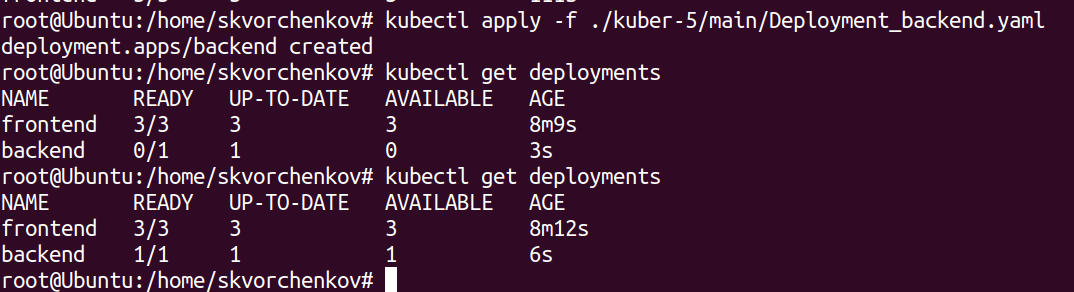 root@Ubuntu:/home/skvorchenkov# kubectl apply -f ./kuber-5/main/Deployment_backend.yaml
deployment.apps/backend created
root@Ubuntu:/home/skvorchenkov# kubectl get deployments
NAME READY UP-TO-DATE AVAILABLE AGE
frontend 3/3 3 3 8m9s
backend 0/1 1 0 3s
root@Ubuntu:/home/skvorchenkov# kubectl get deployments
NAME READY UP-TO-DATE AVAILABLE AGE
frontend 3/3 3 3 8m12s
backend 1/1 1 1 6s
root@Ubuntu:/home/skvorchenkov#